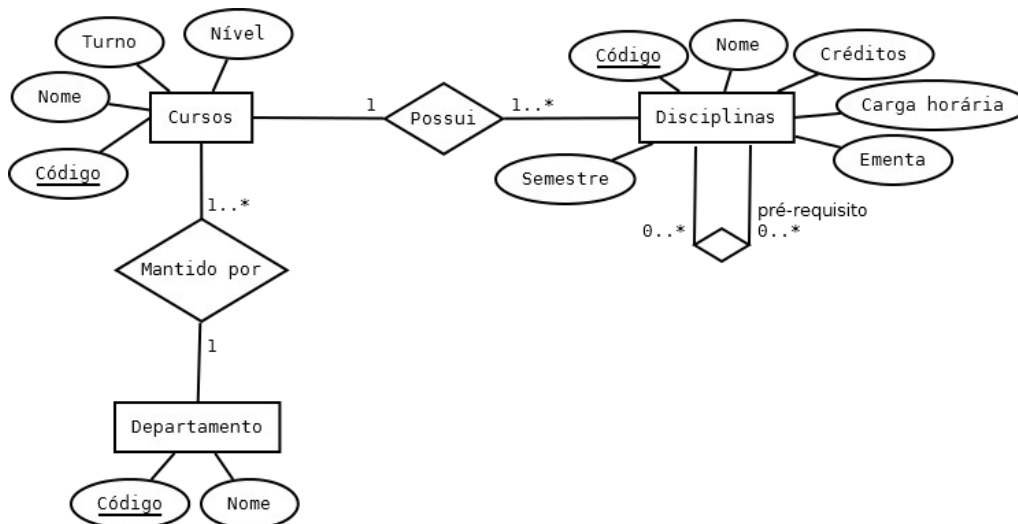 Turno
Nível
Nome
Cursos
Código
1
Possui
1..*
Código
Nome
Créditos
Carga horária
Disciplinas
Ementa
Semestre
pré-requisito
0..*
0..*
1..*
Mantido por
1
Departamento
Código
Nome